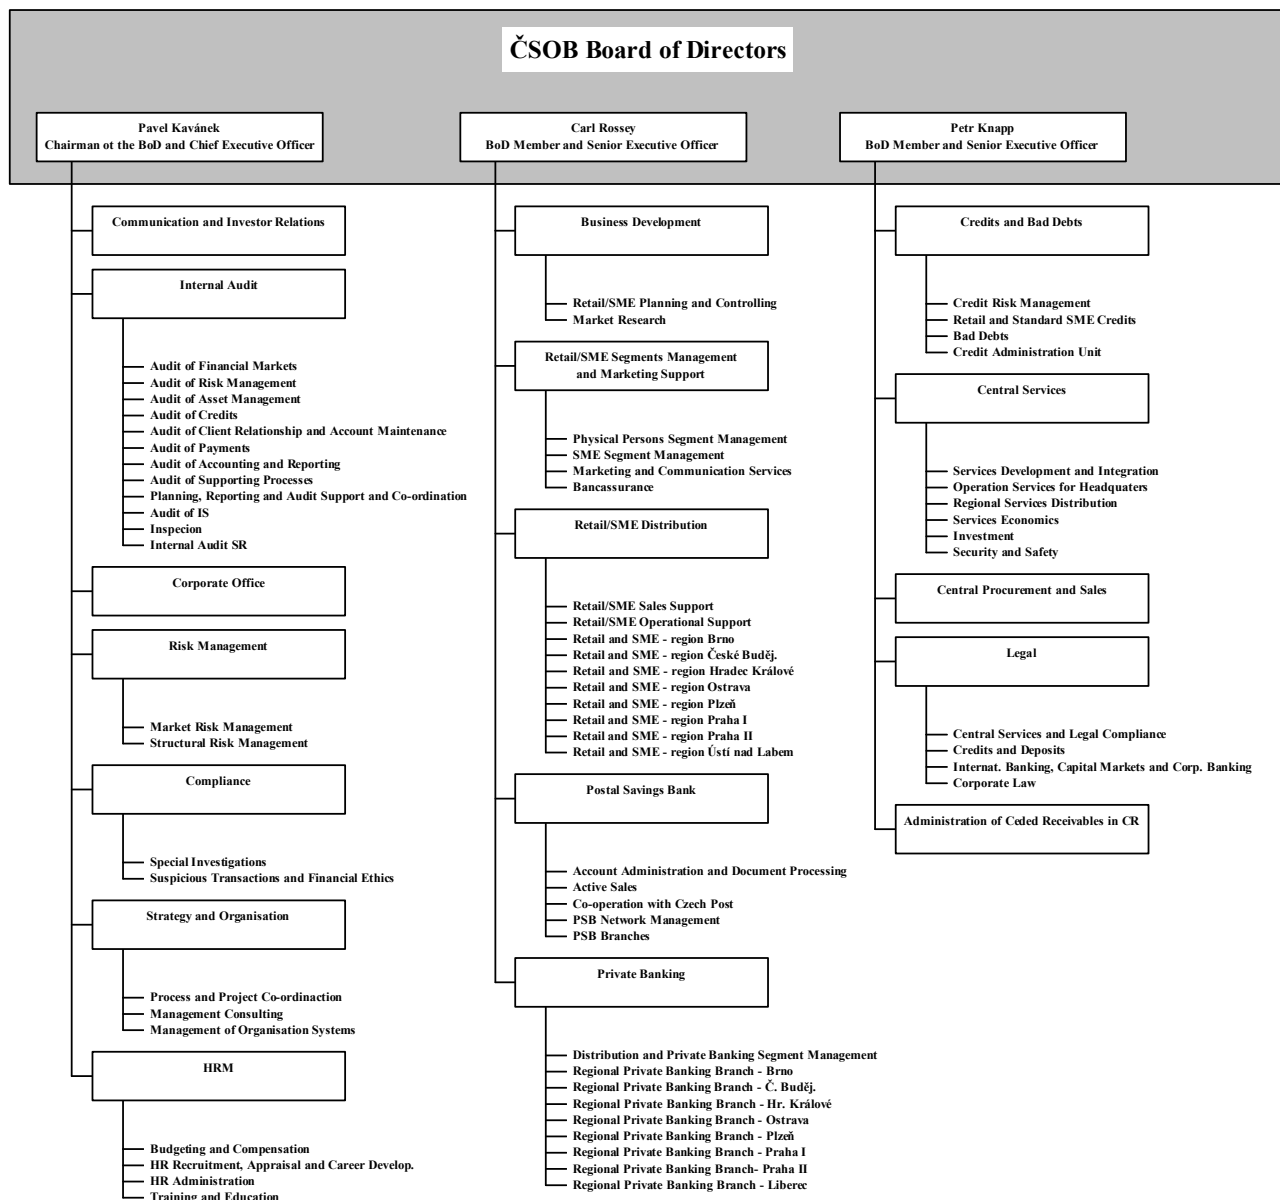 ČSOB Board of Directors
Pavel Kavánek
Chairman ot the BoD and Chief Executive Officer
Communication and Investor Relations
Internal Audit
Audit of Financial Markets
Audit of Risk Management
Audit of Asset Management
Audit of Credits
Audit of Client Relationship and Account Maintenance
Audit of Payments
Audit of Accounting and Reporting
Audit of Supporting Processes
Planning, Reporting and Audit Support and Co-ordination
Audit of IS
Inspecion
Internal Audit SR
Corporate Office
Risk Management
Market Risk Management
Structural Risk Management
Compliance
Special Investigations
Suspicious Transactions and Financial Ethics
Strategy and Organisation
Process and Project Co-ordinaction
Management Consulting
Management of Organisation Systems
HRM
Budgeting and Compensation
HR Recruitment, Appraisal and Career Develop.
HR Administration
Training and Education
Carl Rossey
BoD Member and Senior Executive Officer
Business Development
Retail/SME Planning and Controlling
Market Research
Retail/SME Segments Management
and Marketing Support
Physical Persons Segment Management
SME Segment Management
Marketing and Communication Services
Bancassurance
Retail/SME Distribution
Retail/SME Sales Support
Retail/SME Operational Support
Retail and SME - region Brno
Retail and SME - region České Buděj.
Retail and SME - region Hradec Králové
Retail and SME - region Ostrava
Retail and SME - region Plzeň
Retail and SME - region Praha I
Retail and SME - region Praha II
Retail and SME - region Ústí nad Labem
Postal Savings Bank
Account Administration and Document Processing
Active Sales
Co-operation with Czech Post
PSB Network Management
PSB Branches
Private Banking
Distribution and Private Banking Segment Management
Regional Private Banking Branch - Brno
Regional Private Banking Branch - Č. Buděj.
Regional Private Banking Branch - Hr. Králové
Regional Private Banking Branch - Ostrava
Regional Private Banking Branch - Plzeň
Regional Private Banking Branch - Praha I
Regional Private Banking Branch- Praha II
Regional Private Banking Branch - Liberec
Petr Knapp
BoD Member and Senior Executive Officer
Credits and Bad Debts
Credit Risk Management
Retail and Standard SME Credits
Bad Debts
Credit Administration Unit
Central Services
Services Development and Integration
Operation Services for Headquaters
Regional Services Distribution
Services Economics
Investment
Security and Safety
Central Procurement and Sales
Legal
Central Services and Legal Compliance
Credits and Deposits
Internat. Banking, Capital Markets and Corp. Banking
Corporate Law
Administration of Ceded Receivables in CR